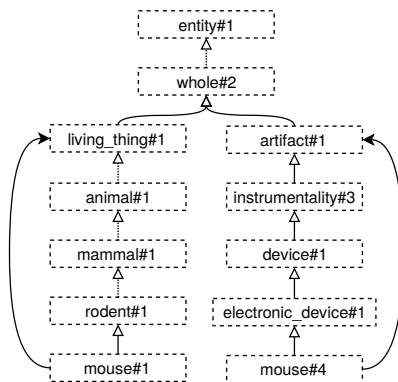 entity#1
whole#2
living_thing#1
artifact#1
animal#1
instrumentality#3
mammal#1
device#1
rodent#1
electronic_device#1
mouse#1
mouse#4